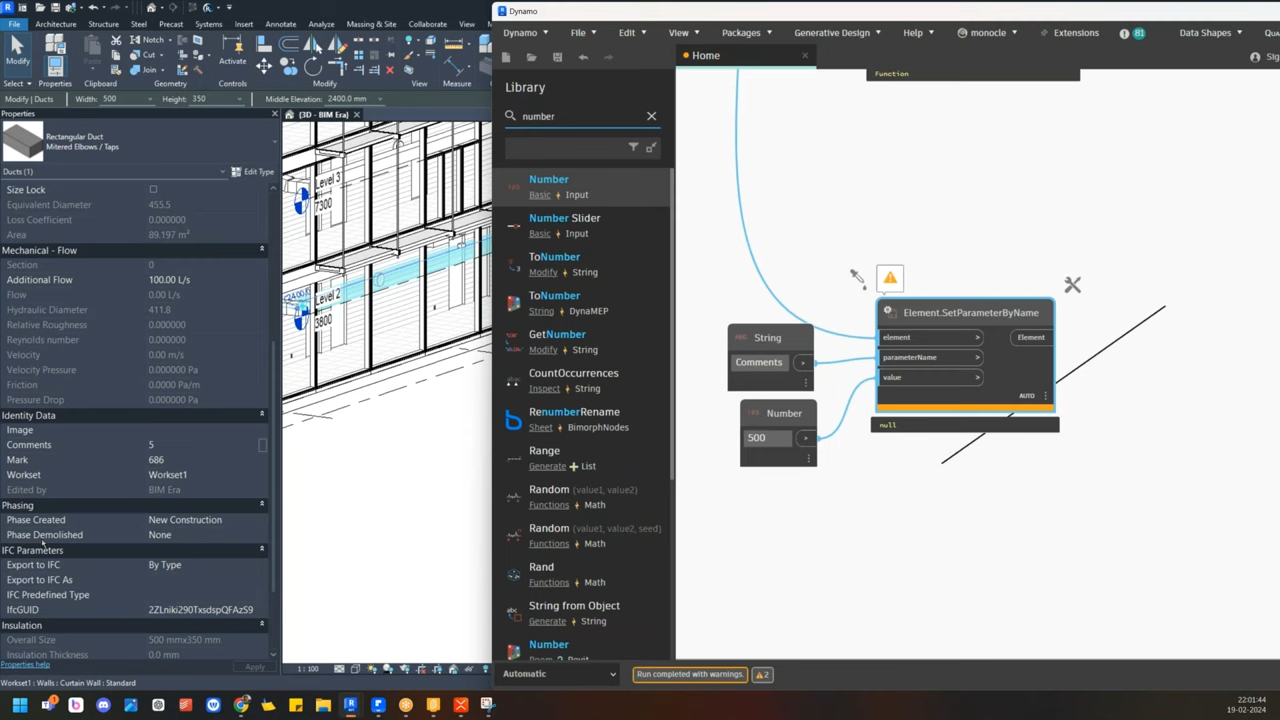 File Architecture Structure Steel Precast Systems Insert Annotate Analyze Massing & Site Collaborate View
Modify
Notch
Cut
Join
Activate
Select Properties Clipboard Geometry Controls Modify View Measure
Modify | Ducts Width: 500 Height: 350 Middle Elevation: 2400.0 mm
Properties
Rectangular Duct
Mitered Elbows / Taps
Ducts (1) Edit Type
Size Lock
Equivalent Diameter 455.5
Loss Coefficient 0.000000
Area 89.197 m²
Mechanical - Flow
Section 0
Additional Flow 100.00 L/s
Flow 0.00 L/s
Hydraulic Diameter 411.8
Relative Roughness 0.000000
Reynolds number 0.000000
Velocity 0.00 m/s
Velocity Pressure 0.00 Pa
Friction 0.0000 Pa/m
Pressure Drop 0.0000 Pa
Identity Data
Image
Comments 5
Mark 686
Workset Workset1
Edited by BIM Era
Phasing
Phase Created New Construction
Phase Demolished None
IFC Parameters
Export to IFC By Type
Export to IFC As
IFC Predefined Type
IfcGUID 2ZLniki290TxsdspQFAzS9
Insulation
Overall Size 500 mmx350 mm
Insulation Thickness 0.0 mm
Properties help Apply
Workset1 : Walls : Curtain Wall : Standard
{3D - BIM Era}
Level 3
7300
Level 2
3800
1 : 100
Dynamo
Dynamo File Edit View Packages Generative Design Help monocle Extensions 81 Data Shapes
Home
Library
number
Number
Basic Input
Number Slider
Basic Input
ToNumber
Modify String
ToNumber
String DynaMEP
GetNumber
Modify String
CountOccurrences
Inspect String
RenumberRename
Sheet BimorphNodes
Range
Generate List
Random (value1, value2)
Functions Math
Random (value1, value2, seed)
Functions Math
Rand
Functions Math
String from Object
Generate String
Number
Function
String
Comments >
Number
500 >
Element.SetParameterByName
element > Element
parameterName >
value >
AUTO
null
Automatic Run completed with warnings. 2
22:01:44
19-02-2024